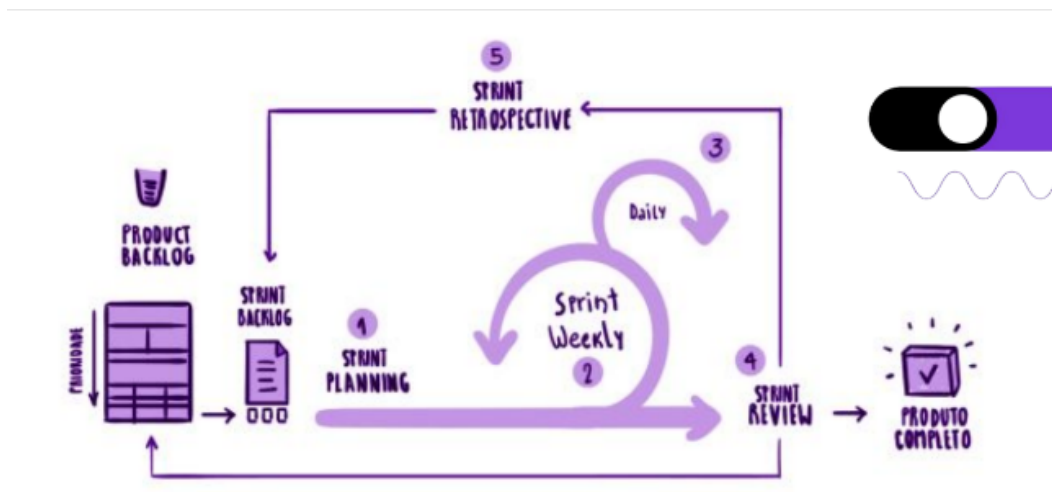 5
SPRINT
RETROSPECTIVE
3
Daily
PRODUCT
BACKLOG
SPRINT
BACKLOG
PRIORIDADE
1
SPRINT
PLANNING
Sprint
Weekly
2
4
SPRINT
REVIEW
PRODUTO
COMPLETO